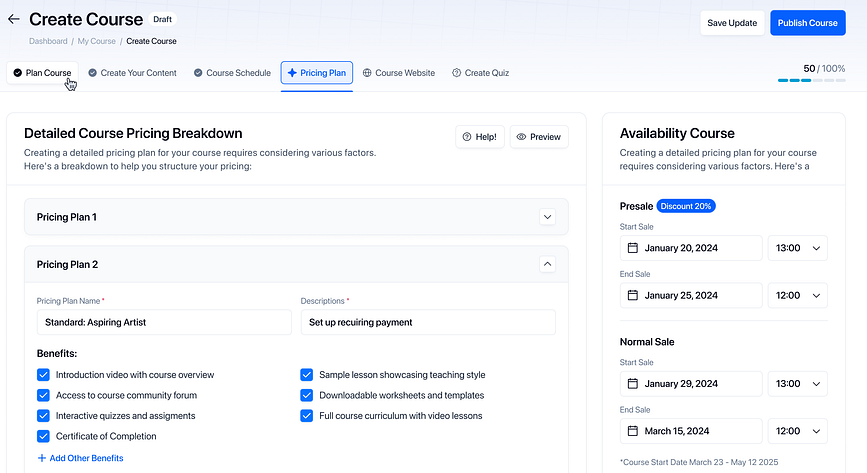 Create Course Draft
Save Update
Publish Course
Dashboard / My Course / Create Course
Plan Course
Create Your Content
Course Schedule
Pricing Plan
Course Website
Create Quiz
50 / 100%
Detailed Course Pricing Breakdown
Creating a detailed pricing plan for your course requires considering various factors.
Here's a breakdown to help you structure your pricing:
Help!
Preview
Pricing Plan 1
Pricing Plan 2
Pricing Plan Name *
Standard: Aspiring Artist
Descriptions *
Set up recuiring payment
Benefits:
Introduction video with course overview
Sample lesson showcasing teaching style
Access to course community forum
Downloadable worksheets and templates
Interactive quizzes and assigments
Full course curriculum with video lessons
Certificate of Completion
+ Add Other Benefits
Availability Course
Creating a detailed pricing plan for your course
requires considering various factors. Here's a
Presale Discount 20%
Start Sale
January 20, 2024 13:00
End Sale
January 25, 2024 12:00
Normal Sale
Start Sale
January 29, 2024 13:00
End Sale
March 15, 2024 12:00
*Course Start Date March 23 - May 12 2025